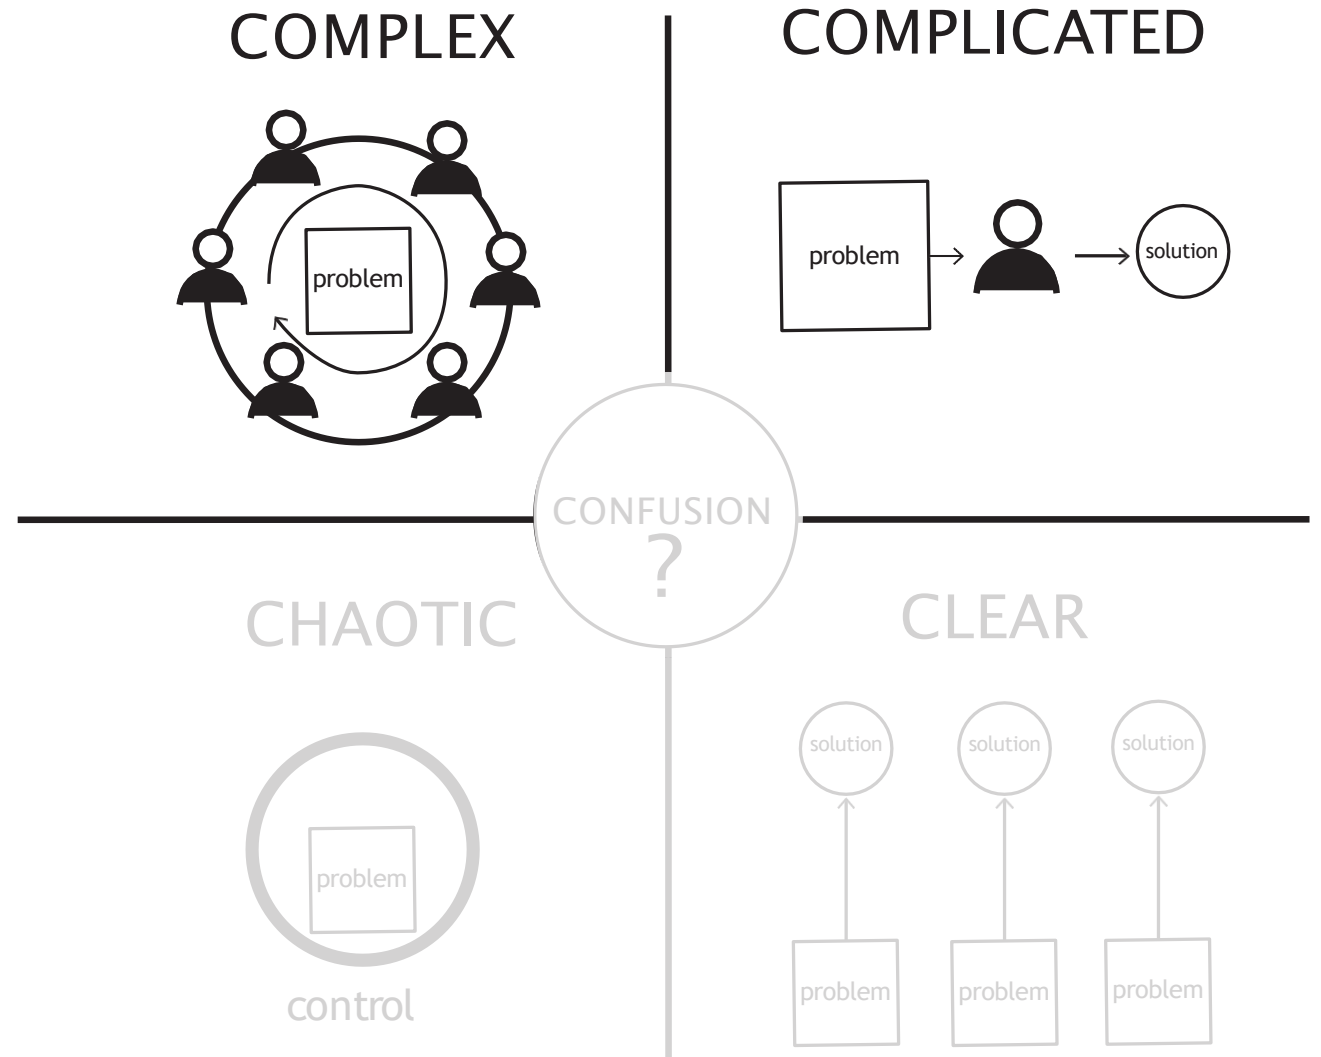 COMPLEX
COMPLICATED
problem
problem
solution
CONFUSION
?
CHAOTIC
CLEAR
problem
control
solution
solution
solution
problem
problem
problem